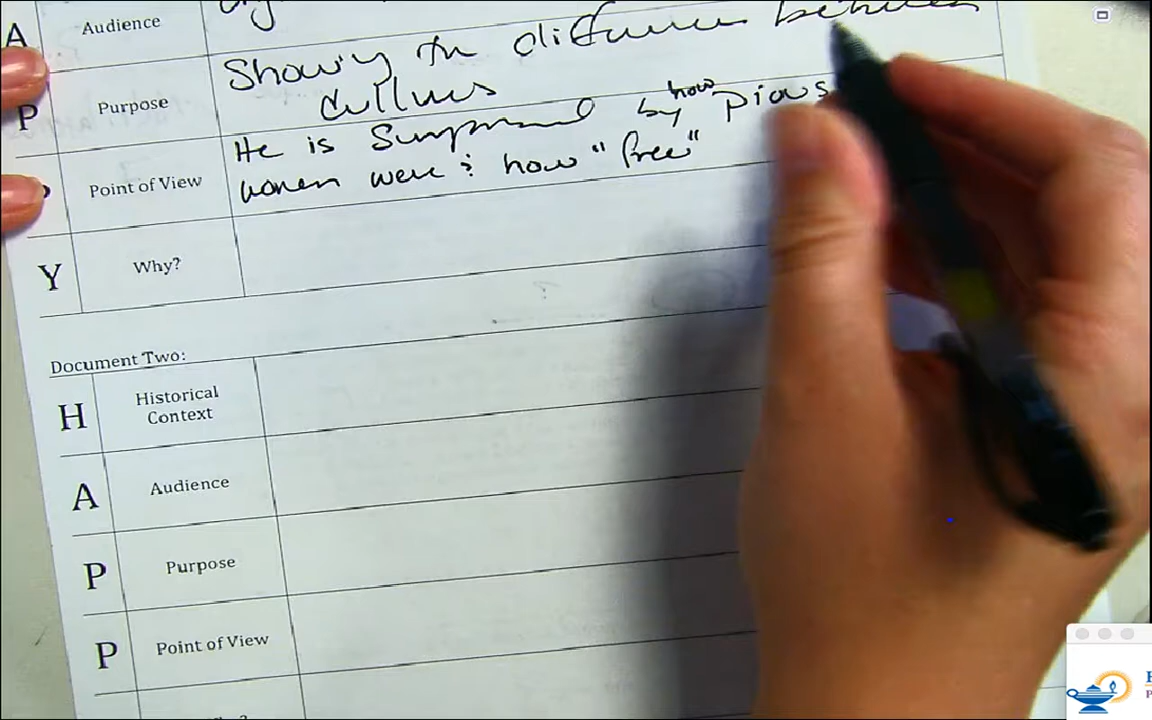 A Audience
Showing the difference between
P Purpose
cultures
He is surprised by how pious
Point of View
women were & how "free"
Y Why?
Document Two:
H Historical
Context
A Audience
P Purpose
P Point of View